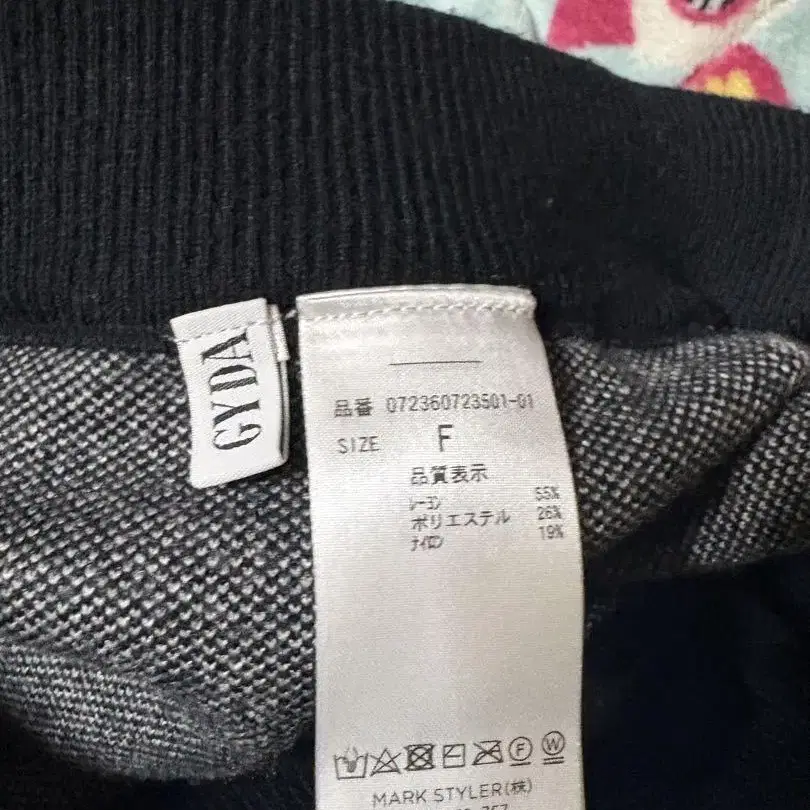 GYDA
品番 072360723501-01
SIZE F
品質表示
レーヨン 55%
ポリエステル 26%
ナイロン 19%
F W
MARK STYLER(株)